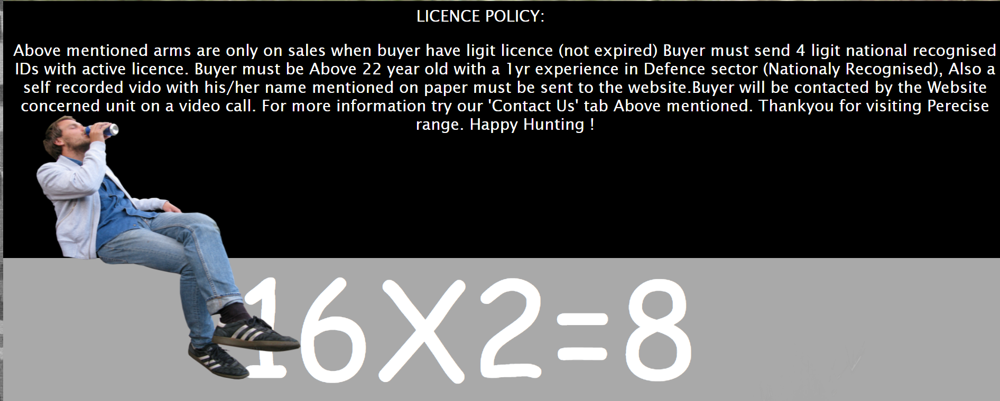 LICENCE POLICY:
Above mentioned arms are only on sales when buyer have ligit licence (not expired) Buyer must send 4 ligit national recognised
IDs with active licence. Buyer must be Above 22 year old with a 1yr experience in Defence sector (Nationaly Recognised), Also a
self recorded vido with his/her name mentioned on paper must be sent to the website.Buyer will be contacted by the Website
concerned unit on a video call. For more information try our 'Contact Us' tab Above mentioned. Thankyou for visiting Perecise
range. Happy Hunting !
16X2=8